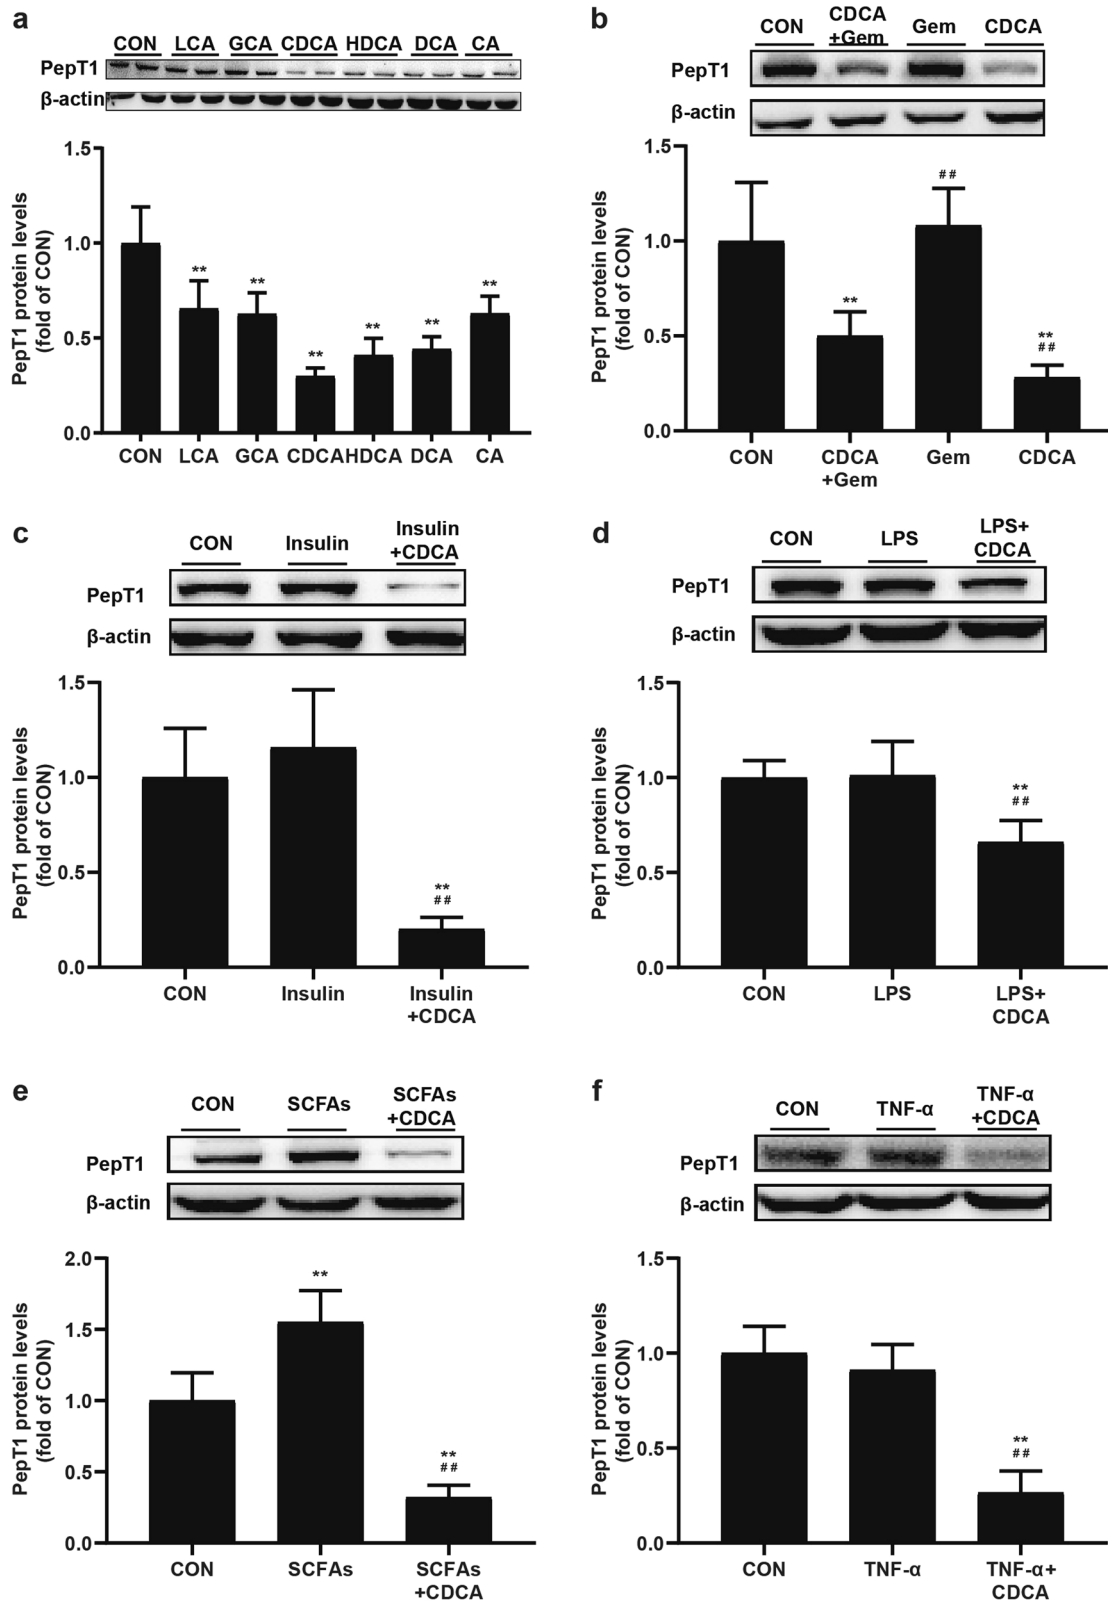 a
CON LCA GCA CDCA HDCA DCA CA
PepT1
β-actin
PepT1 protein levels
(fold of CON)
1.5
1.0
0.5
0.0
**
**
**
**
**
**
CON LCA GCA CDCA HDCA DCA CA
b
CON CDCA +Gem Gem CDCA
PepT1
β-actin
PepT1 protein levels
(fold of CON)
1.5
1.0
0.5
0.0
**
##
**
##
CON CDCA +Gem Gem CDCA
c
CON Insulin Insulin +CDCA
PepT1
β-actin
PepT1 protein levels
(fold of CON)
1.5
1.0
0.5
0.0
**
##
CON Insulin Insulin +CDCA
d
CON LPS LPS+ CDCA
PepT1
β-actin
PepT1 protein levels
(fold of CON)
1.5
1.0
0.5
0.0
**
##
CON LPS LPS+ CDCA
e
CON SCFAs SCFAs +CDCA
PepT1
β-actin
PepT1 protein levels
(fold of CON)
2.0
1.5
1.0
0.5
0.0
**
**
##
CON SCFAs SCFAs +CDCA
f
CON TNF-α TNF-α +CDCA
PepT1
β-actin
PepT1 protein levels
(fold of CON)
1.5
1.0
0.5
0.0
**
##
CON TNF-α TNF-α+ CDCA